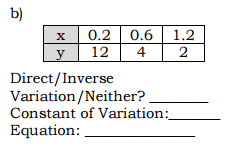 b)
x 0.2 0.6 1.2
y 12 4 2
Direct/Inverse
Variation/Neither? ________
Constant of Variation:_______
Equation: _______________